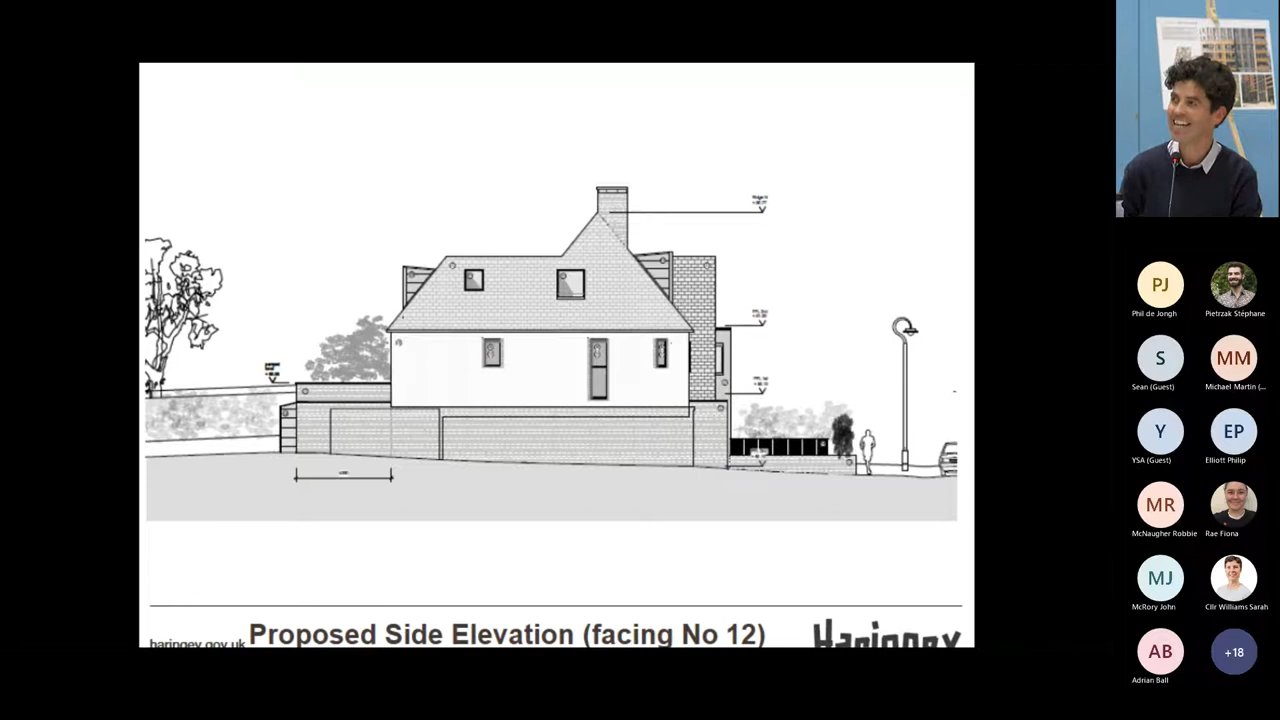 haringey.gov.uk
Proposed Side Elevation (facing No 12)
Haringey
PJ
Phil de Jongh
Pietrzak Stéphane
S
Sean (Guest)
MM
Michael Martin (...
Y
YSA (Guest)
EP
Elliott Philip
MR
McNaugher Robbie
Rae Fiona
MJ
McRory John
Cllr Williams Sarah
AB
Adrian Ball
+18